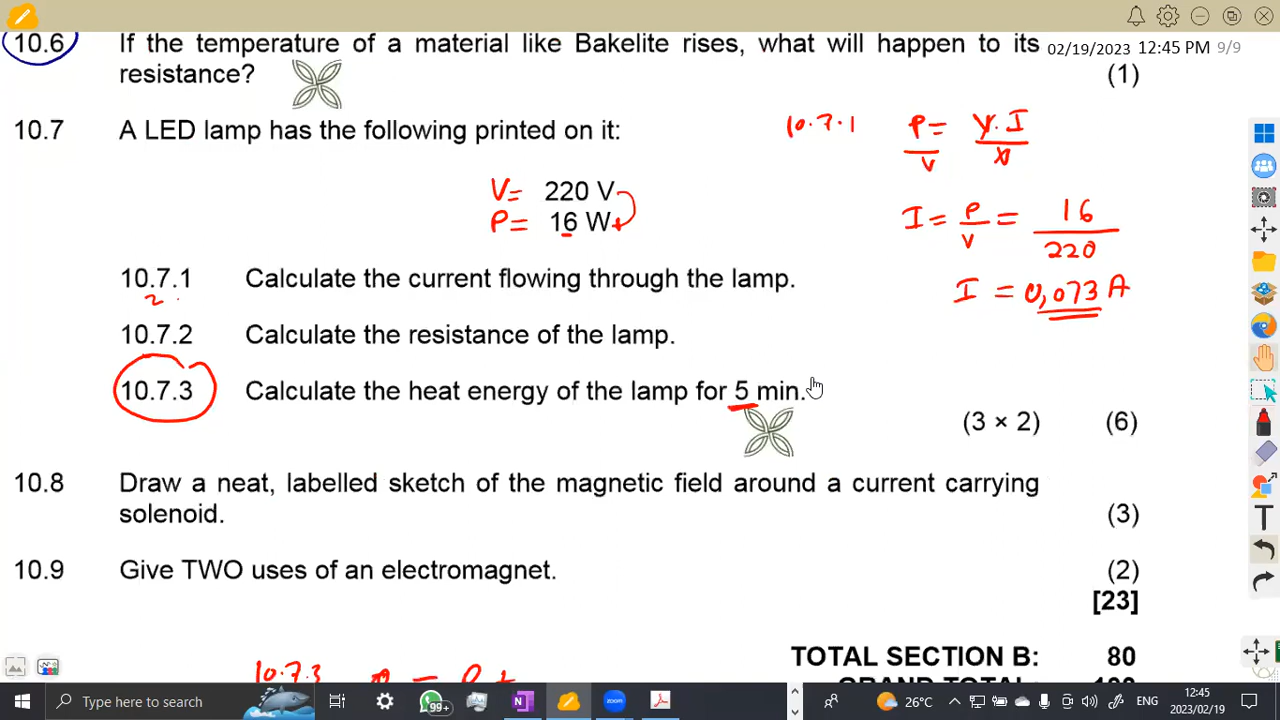 02/19/2023 12:45 PM 9/9
10.6 If the temperature of a material like Bakelite rises, what will happen to its
resistance? (1)
10.7 A LED lamp has the following printed on it:
10.7.1 P = V.I
V V
V= 220 V
P= 16 W
I = P = 16
V 220
I = 0,073 A
10.7.1 Calculate the current flowing through the lamp.
2
10.7.2 Calculate the resistance of the lamp.
10.7.3 Calculate the heat energy of the lamp for 5 min.
(3 × 2) (6)
10.8 Draw a neat, labelled sketch of the magnetic field around a current carrying
solenoid. (3)
10.9 Give TWO uses of an electromagnet. (2)
[23]
10.7.3
TOTAL SECTION B: 80
GRAND TOTAL: 100
Type here to search
99+
26°C
ENG
12:45
2023/02/19